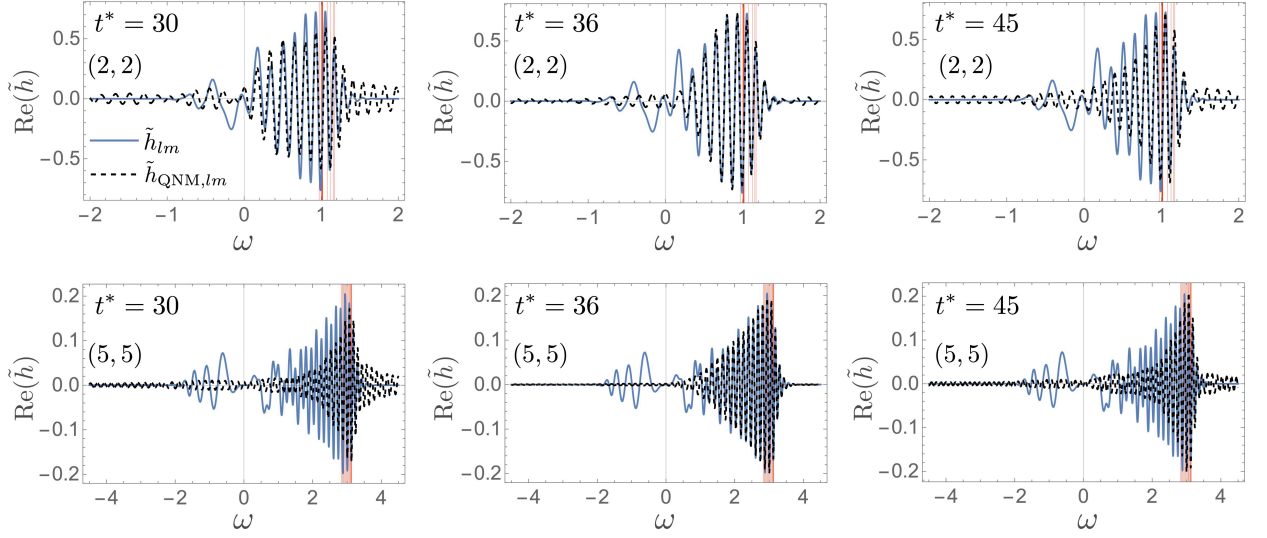 t* = 30
(2, 2)
Re(h̃)
0.5
0.0
−0.5
h̃lm
h̃QNM,lm
−2 −1 0 1 2
ω
t* = 36
(2, 2)
Re(h̃)
0.5
0.0
−0.5
−2 −1 0 1 2
ω
t* = 45
(2, 2)
Re(h̃)
0.5
0.0
−0.5
−2 −1 0 1 2
ω
t* = 30
(5, 5)
Re(h̃)
0.2
0.1
0.0
−0.1
−0.2
−4 −2 0 2 4
ω
t* = 36
(5, 5)
Re(h̃)
0.2
0.1
0.0
−0.1
−0.2
−4 −2 0 2 4
ω
t* = 45
(5, 5)
Re(h̃)
0.2
0.1
0.0
−0.1
−0.2
−4 −2 0 2 4
ω